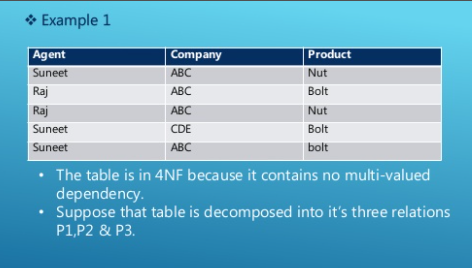 ❖ Example 1
Agent Company Product
Suneet ABC Nut
Raj ABC Bolt
Raj ABC Nut
Suneet CDE Bolt
Suneet ABC bolt
• The table is in 4NF because it contains no multi-valued
dependency.
• Suppose that table is decomposed into it's three relations
P1,P2 & P3.